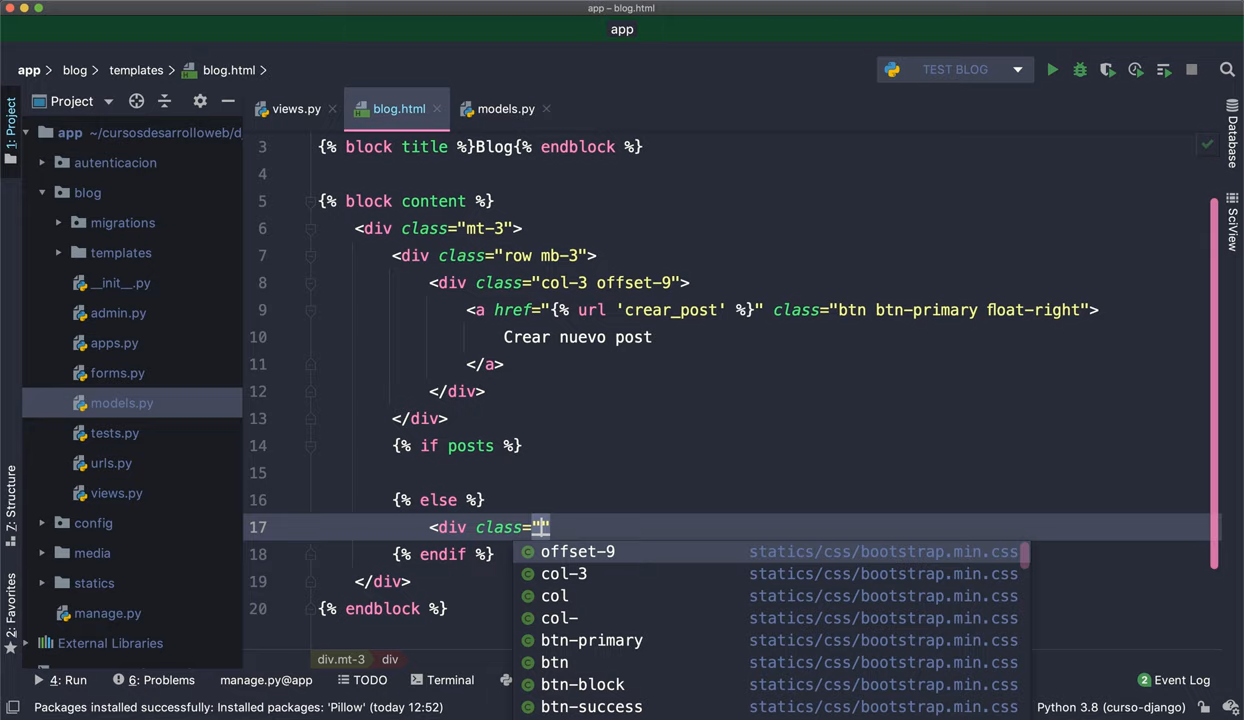 app – blog.html
app
app
blog
templates
blog.html
TEST BLOG
1: Project
Project
views.py
blog.html
models.py
Database
SciView
app ~/cursosdesarrolloweb/d
autenticacion
blog
migrations
templates
__init__.py
admin.py
apps.py
forms.py
models.py
tests.py
urls.py
views.py
config
media
statics
manage.py
External Libraries
7: Structure
2: Favorites
3 {% block title %}Blog{% endblock %}
4
5 {% block content %}
6 <div class="mt-3">
7 <div class="row mb-3">
8 <div class="col-3 offset-9">
9 <a href="{% url 'crear_post' %}" class="btn btn-primary float-right">
10 Crear nuevo post
11 </a>
12 </div>
13 </div>
14 {% if posts %}
15
16 {% else %}
17 <div class=""
18 {% endif %}
19 </div>
20 {% endblock %}
offset-9 statics/css/bootstrap.min.css
col-3 statics/css/bootstrap.min.css
col statics/css/bootstrap.min.css
col- statics/css/bootstrap.min.css
btn-primary statics/css/bootstrap.min.css
btn statics/css/bootstrap.min.css
btn-block statics/css/bootstrap.min.css
btn-success statics/css/bootstrap.min.css
div.mt-3
div
4: Run
6: Problems
manage.py@app
TODO
Terminal
2 Event Log
Packages installed successfully: Installed packages: 'Pillow' (today 12:52)
Python 3.8 (curso-django)